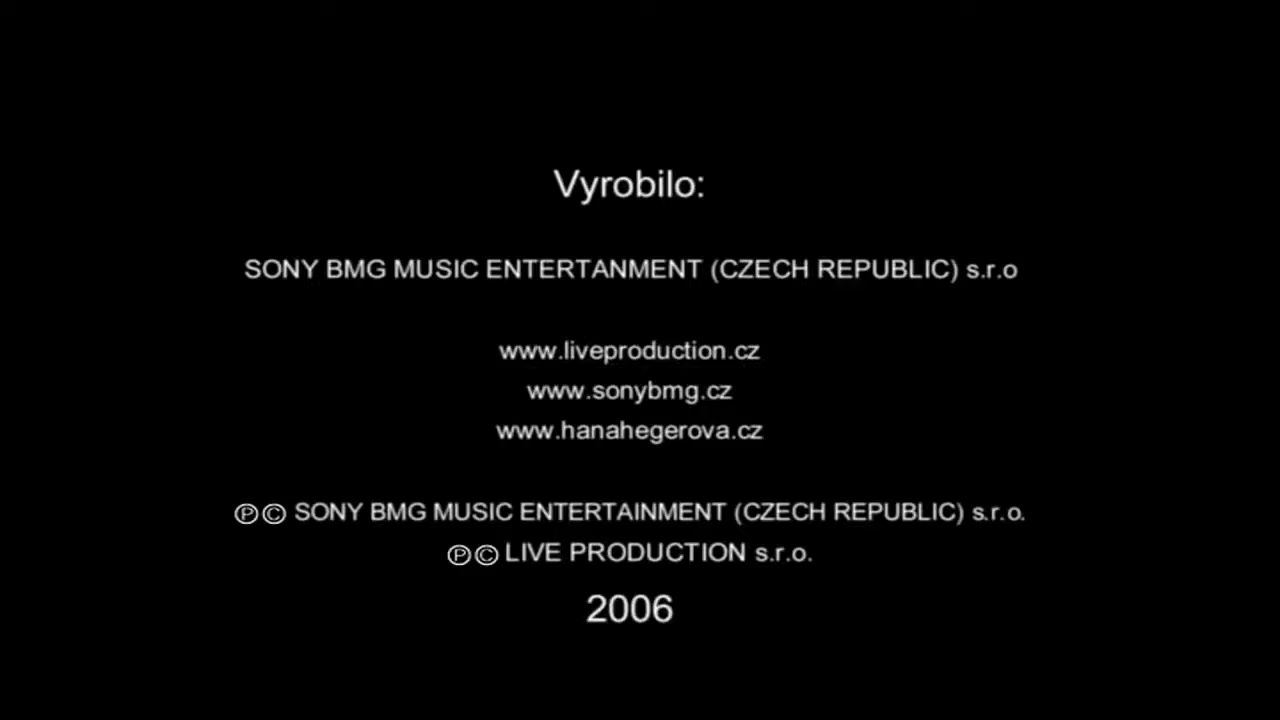 Vyrobilo:
SONY BMG MUSIC ENTERTANMENT (CZECH REPUBLIC) s.r.o
www.liveproduction.cz
www.sonybmg.cz
www.hanahegerova.cz
℗© SONY BMG MUSIC ENTERTAINMENT (CZECH REPUBLIC) s.r.o.
℗© LIVE PRODUCTION s.r.o.
2006